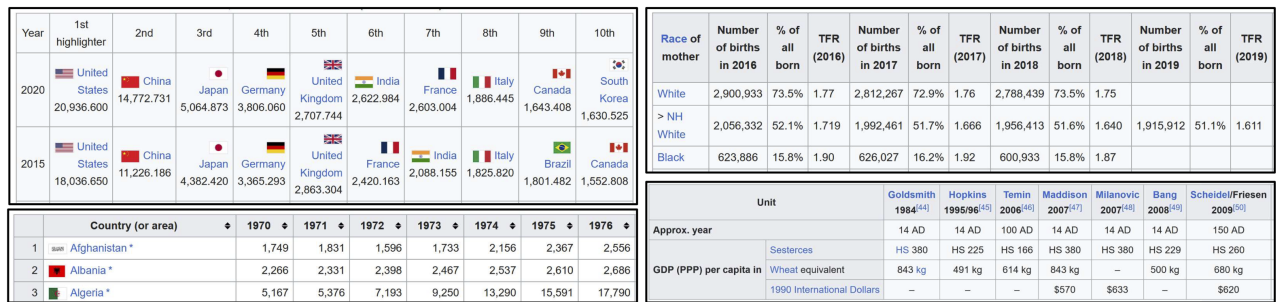 Year 1st highlighter 2nd 3rd 4th 5th 6th 7th 8th 9th 10th
2020 United States 20,936.600 China 14,772.731 Japan 5,064.873 Germany 3,806.060 United Kingdom 2,707.744 India 2,622.984 France 2,603.004 Italy 1,886.445 Canada 1,643.408 South Korea 1,630.525
2015 United States 18,036.650 China 11,226.186 Japan 4,382.420 Germany 3,365.293 United Kingdom 2,863.304 France 2,420.163 India 2,088.155 Italy 1,825.820 Brazil 1,801.482 Canada 1,552.808
Country (or area) 1970 1971 1972 1973 1974 1975 1976
1 Afghanistan * 1,749 1,831 1,596 1,733 2,156 2,367 2,556
2 Albania * 2,266 2,331 2,398 2,467 2,537 2,610 2,686
3 Algeria * 5,167 5,376 7,193 9,250 13,290 15,591 17,790
Race of mother Number of births in 2016 % of all born TFR (2016) Number of births in 2017 % of all born TFR (2017) Number of births in 2018 % of all born TFR (2018) Number of births in 2019 % of all born TFR (2019)
White 2,900,933 73.5% 1.77 2,812,267 72.9% 1.76 2,788,439 73.5% 1.75
> NH White 2,056,332 52.1% 1.719 1,992,461 51.7% 1.666 1,956,413 51.6% 1.640 1,915,912 51.1% 1.611
Black 623,886 15.8% 1.90 626,027 16.2% 1.92 600,933 15.8% 1.87
Unit Goldsmith 1984[44] Hopkins 1995/96[45] Temin 2006[46] Maddison 2007[47] Milanovic 2007[48] Bang 2008[49] Scheidel/Friesen 2009[50]
Approx. year 14 AD 14 AD 100 AD 14 AD 14 AD 14 AD 150 AD
GDP (PPP) per capita in Sesterces HS 380 HS 225 HS 166 HS 380 HS 380 HS 229 HS 260
Wheat equivalent 843 kg 491 kg 614 kg 843 kg – 500 kg 680 kg
1990 International Dollars – – – $570 $633 – $620